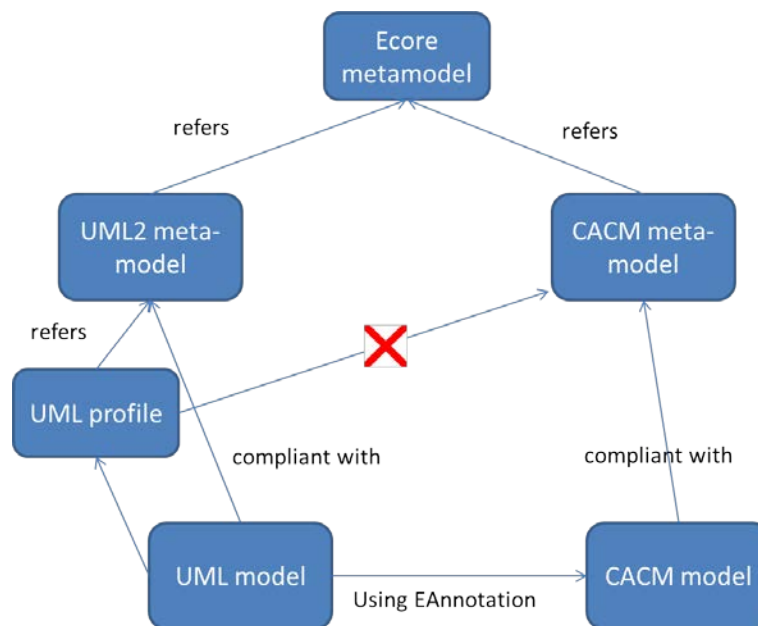 Ecore
metamodel
refers
refers
UML2 meta-
model
CACM meta-
model
refers
UML profile
compliant with
compliant with
UML model
CACM model
Using EAnnotation